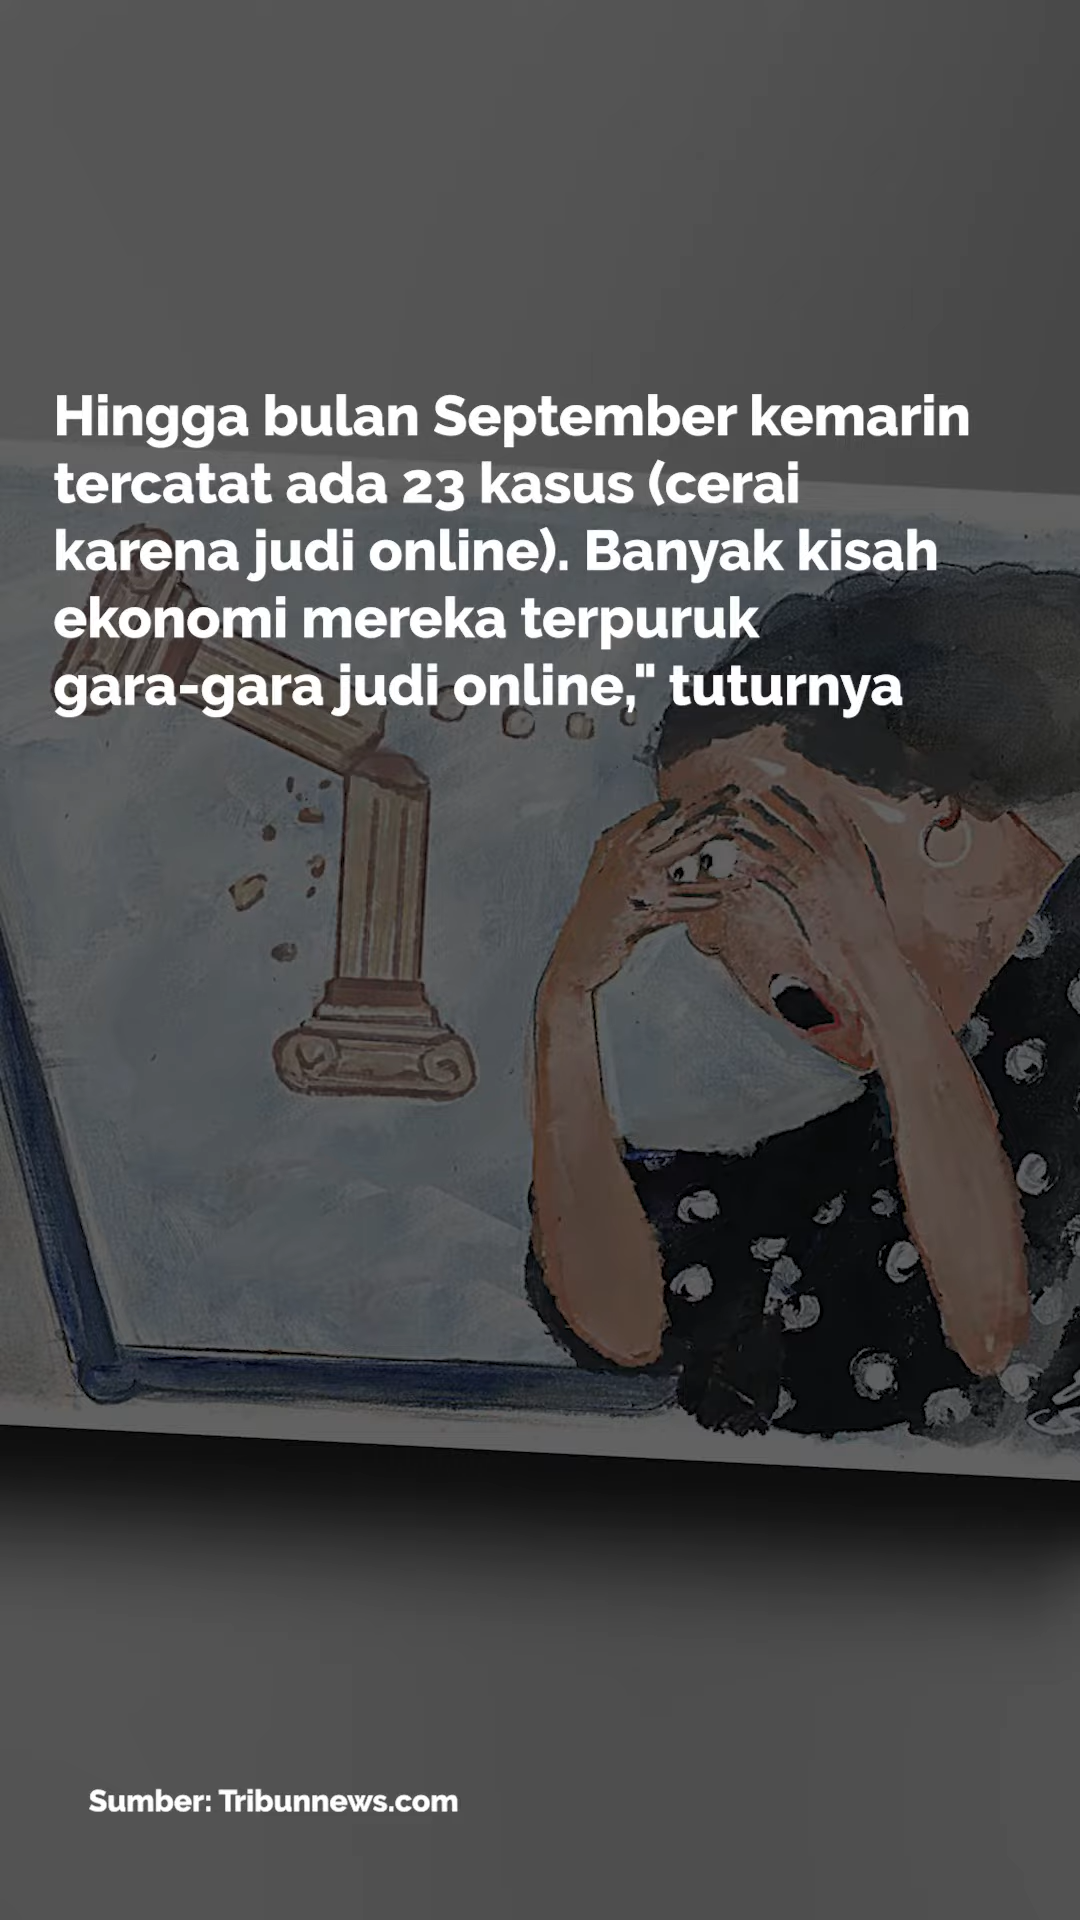 Hingga bulan September kemarin
tercatat ada 23 kasus (cerai
karena judi online). Banyak kisah
ekonomi mereka terpuruk
gara-gara judi online," tuturnya
Sumber: Tribunnews.com